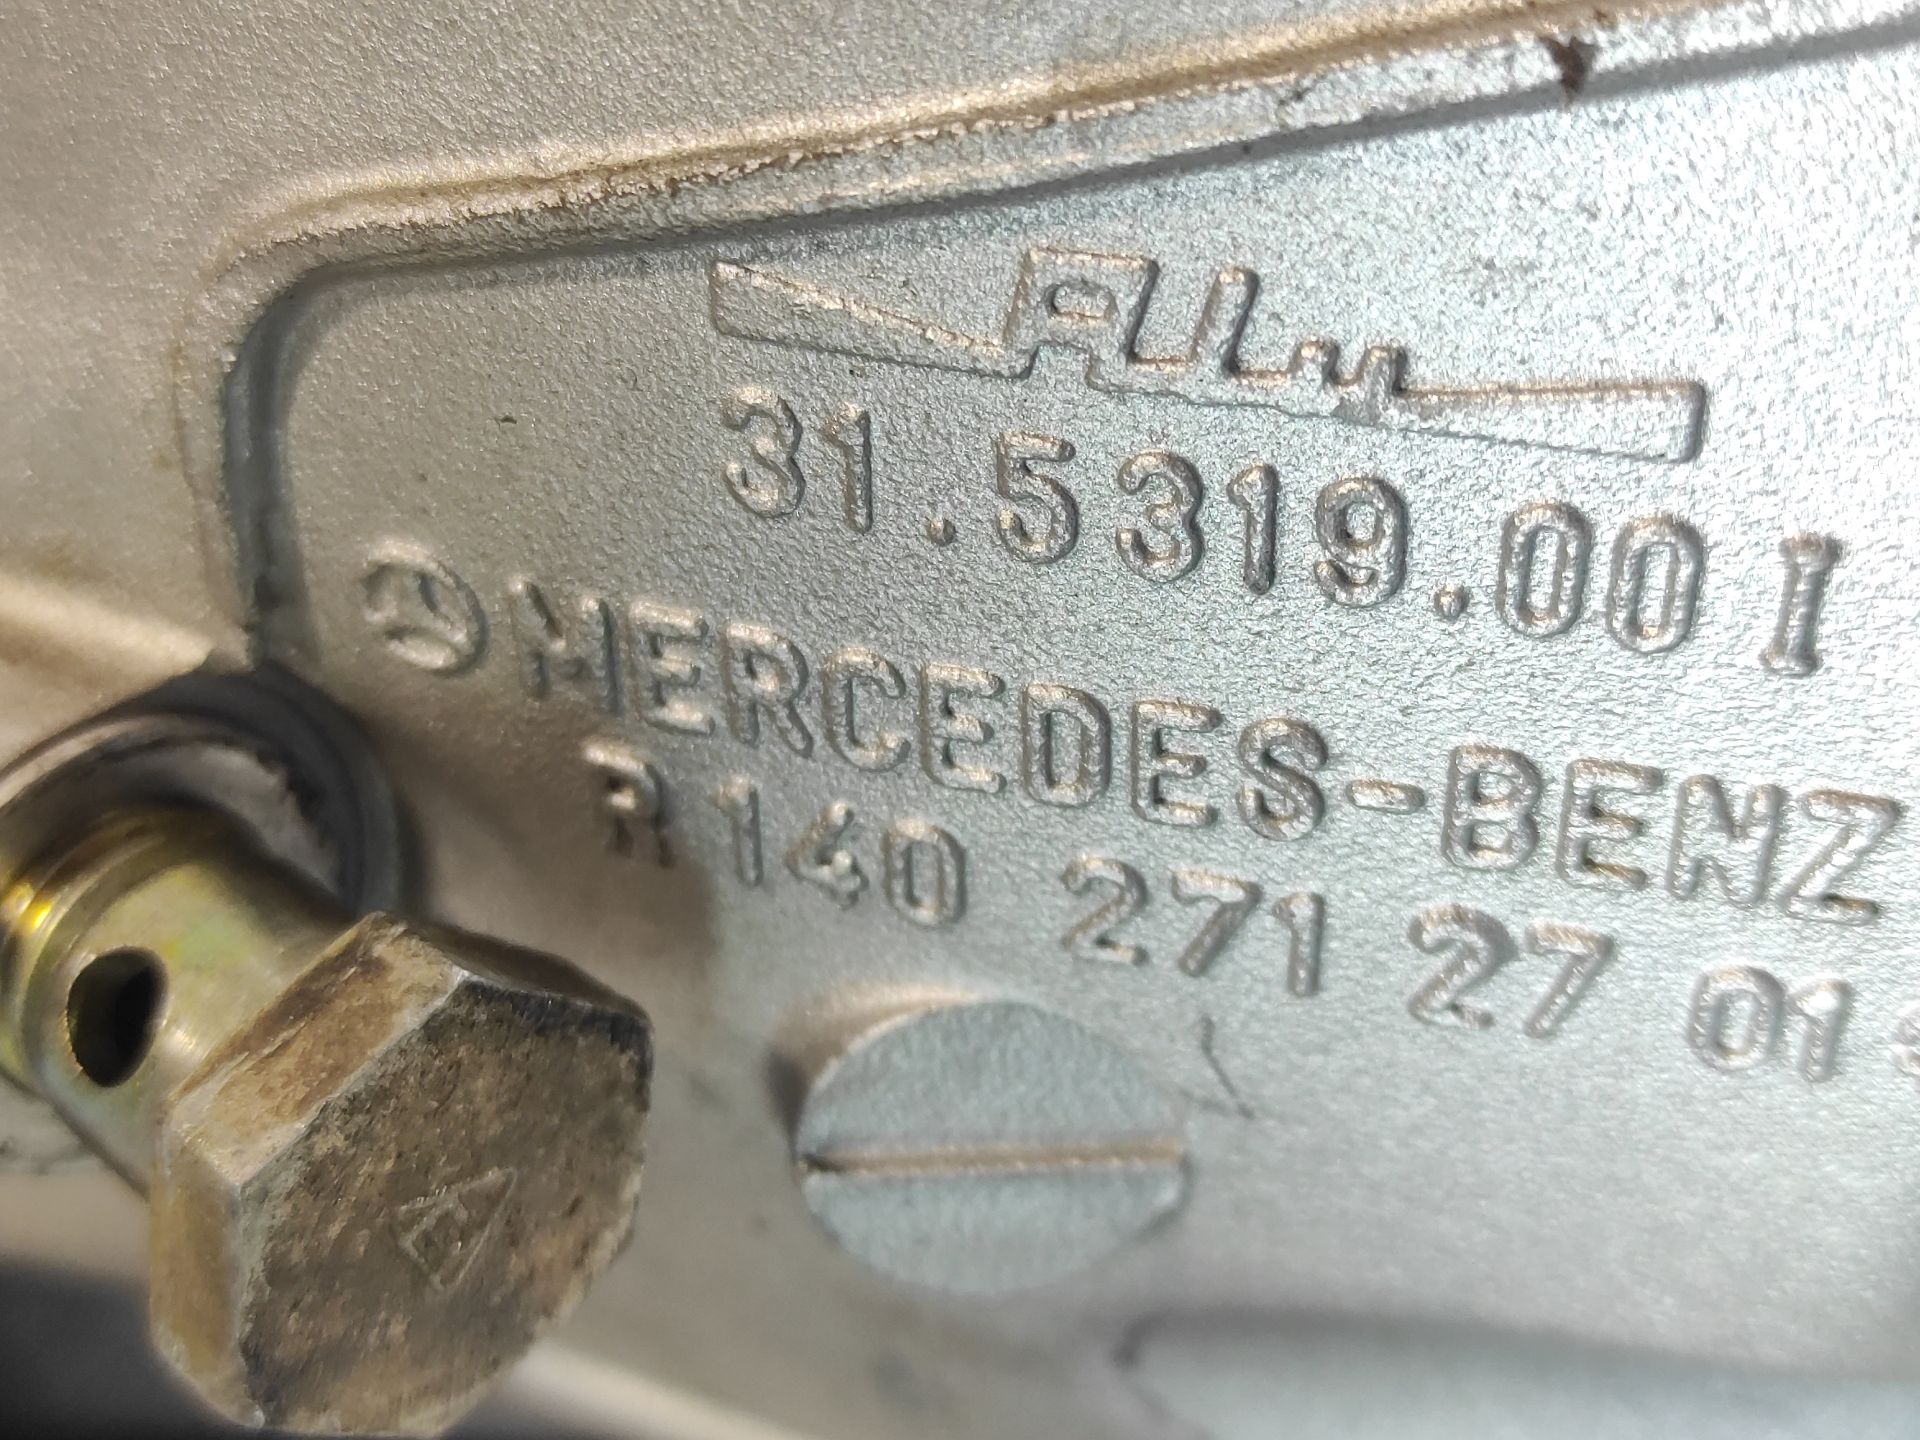 31.5319.00 I
MERCEDES-BENZ
R 140 271 27 01